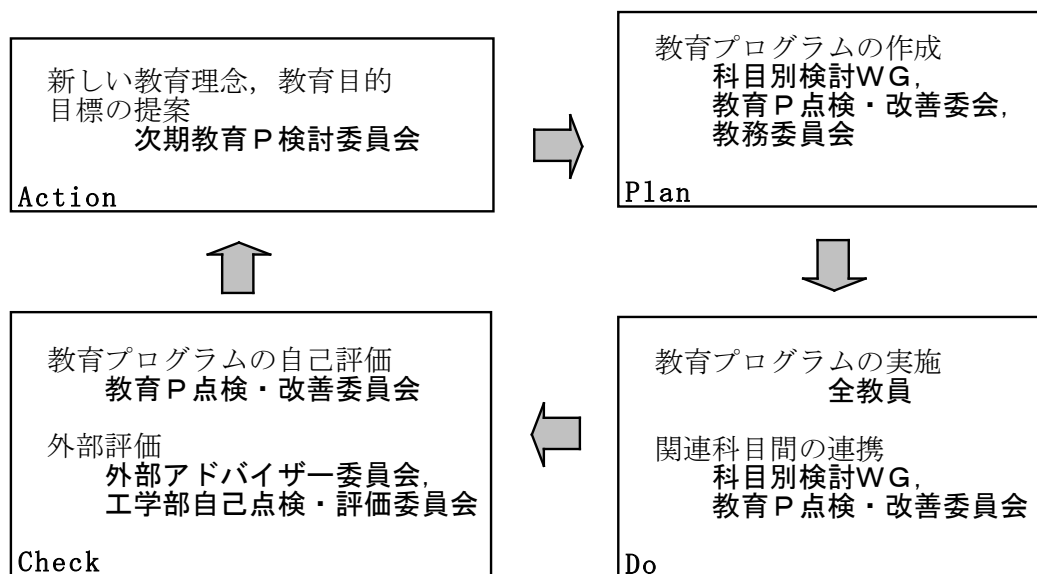 新しい教育理念，教育目的
目標の提案
次期教育Ｐ検討委員会
Action
教育プログラムの作成
科目別検討ＷＧ，
教育Ｐ点検・改善委会，
教務委員会
Plan
教育プログラムの自己評価
教育Ｐ点検・改善委員会
外部評価
外部アドバイザー委員会，
工学部自己点検・評価委員会
Check
教育プログラムの実施
全教員
関連科目間の連携
科目別検討ＷＧ，
教育Ｐ点検・改善委員会
Do